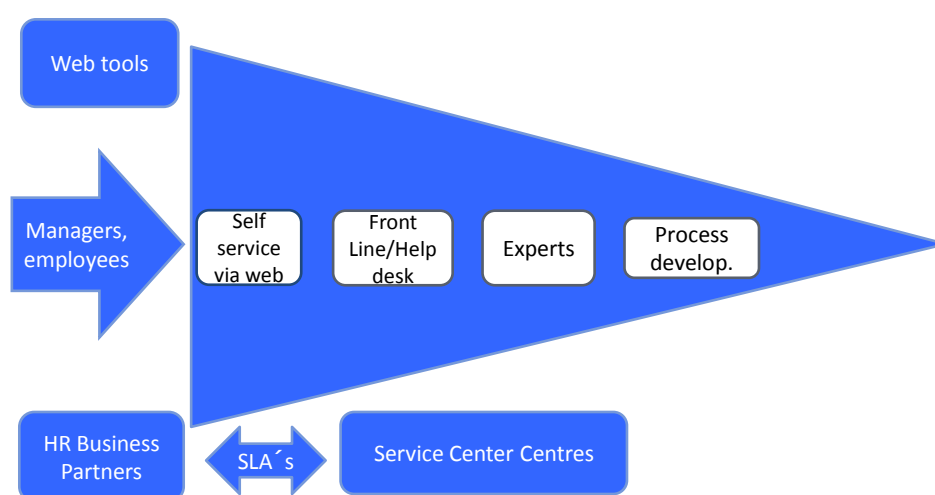 Web tools
Managers,
employees
Self
service
via web
Front
Line/Help
desk
Experts
Process
develop.
HR Business
Partners
SLA´s
Service Center Centres